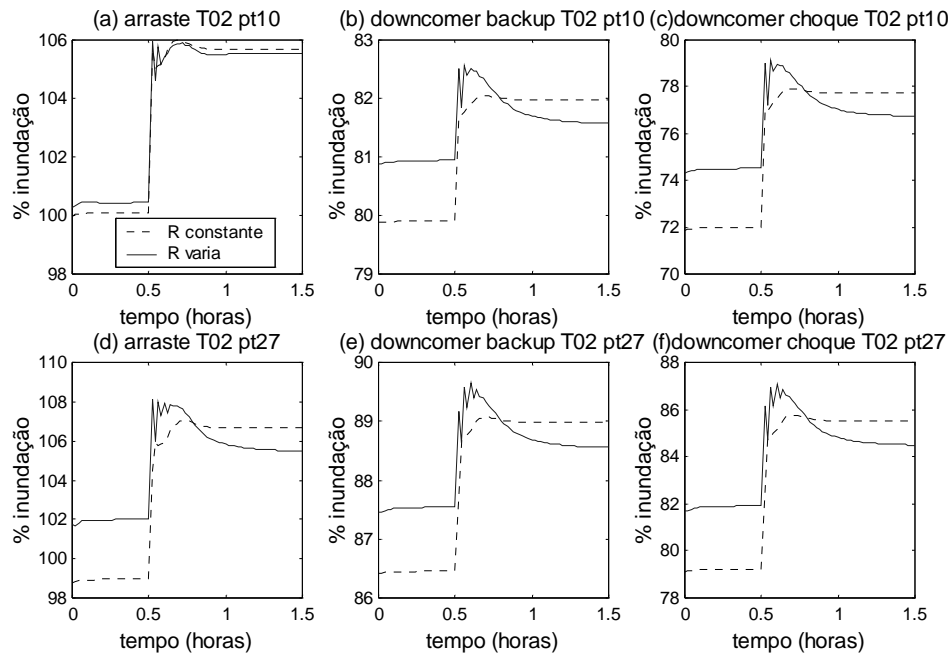 (a) arraste T02 pt10
(b) downcomer backup T02 pt10
(c)downcomer choque T02 pt10
106
104
102
100
98
% inundação
R constante
R varia
0
0.5
1
1.5
tempo (horas)
83
82
81
80
79
% inundação
0
0.5
1
1.5
tempo (horas)
80
78
76
74
72
70
% inundação
0
0.5
1
1.5
tempo (horas)
(d) arraste T02 pt27
(e) downcomer backup T02 pt27
(f)downcomer choque T02 pt27
110
108
106
104
102
100
98
% inundação
0
0.5
1
1.5
tempo (horas)
90
89
88
87
86
% inundação
0
0.5
1
1.5
tempo (horas)
88
86
84
82
80
78
% inundação
0
0.5
1
1.5
tempo (horas)